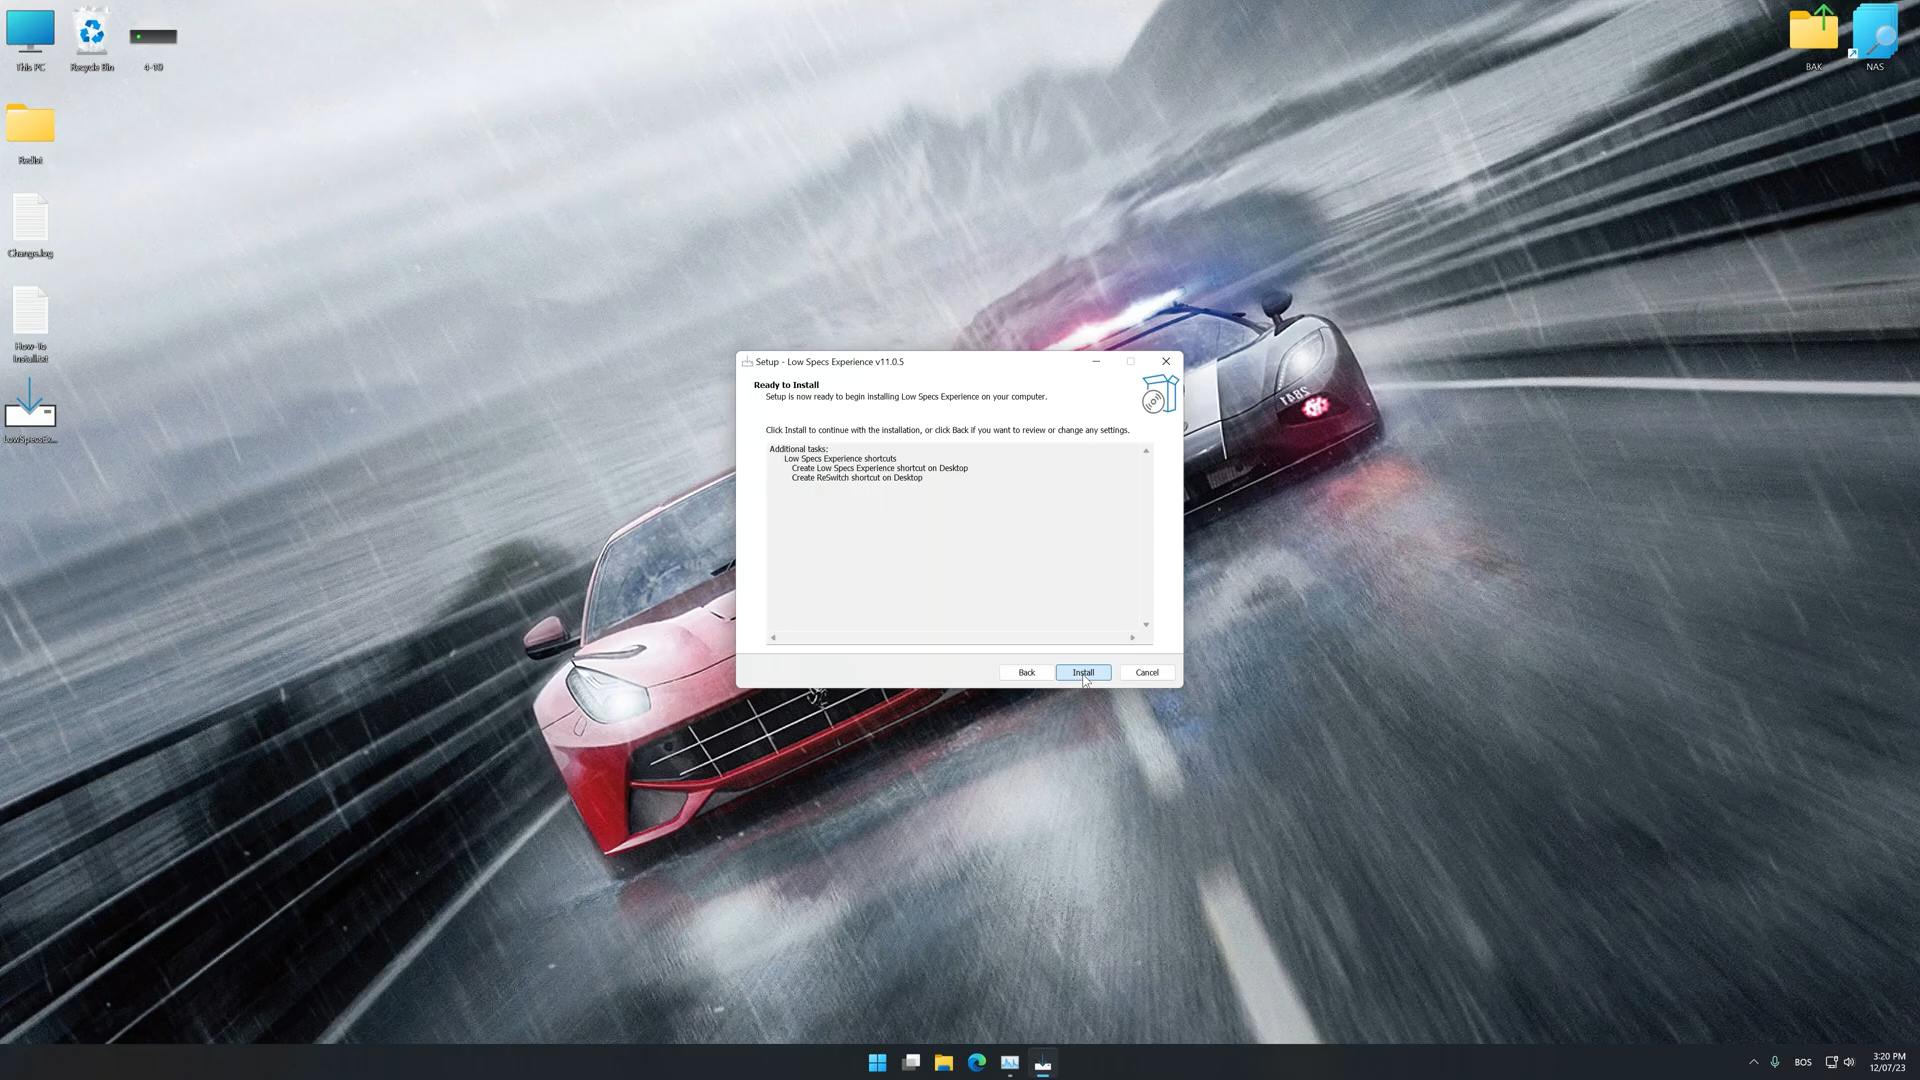 This PC
Recycle Bin
4-10
Redist
Change.log
How-To
Install.txt
LowSpecsEx...
BAK
NAS
Setup - Low Specs Experience v11.0.5
Ready to Install
Setup is now ready to begin installing Low Specs Experience on your computer.
Click Install to continue with the installation, or click Back if you want to review or change any settings.
Additional tasks:
Low Specs Experience shortcuts
Create Low Specs Experience shortcut on Desktop
Create ReSwitch shortcut on Desktop
Back
Install
Cancel
2841
BOS
3:20 PM
12/07/23